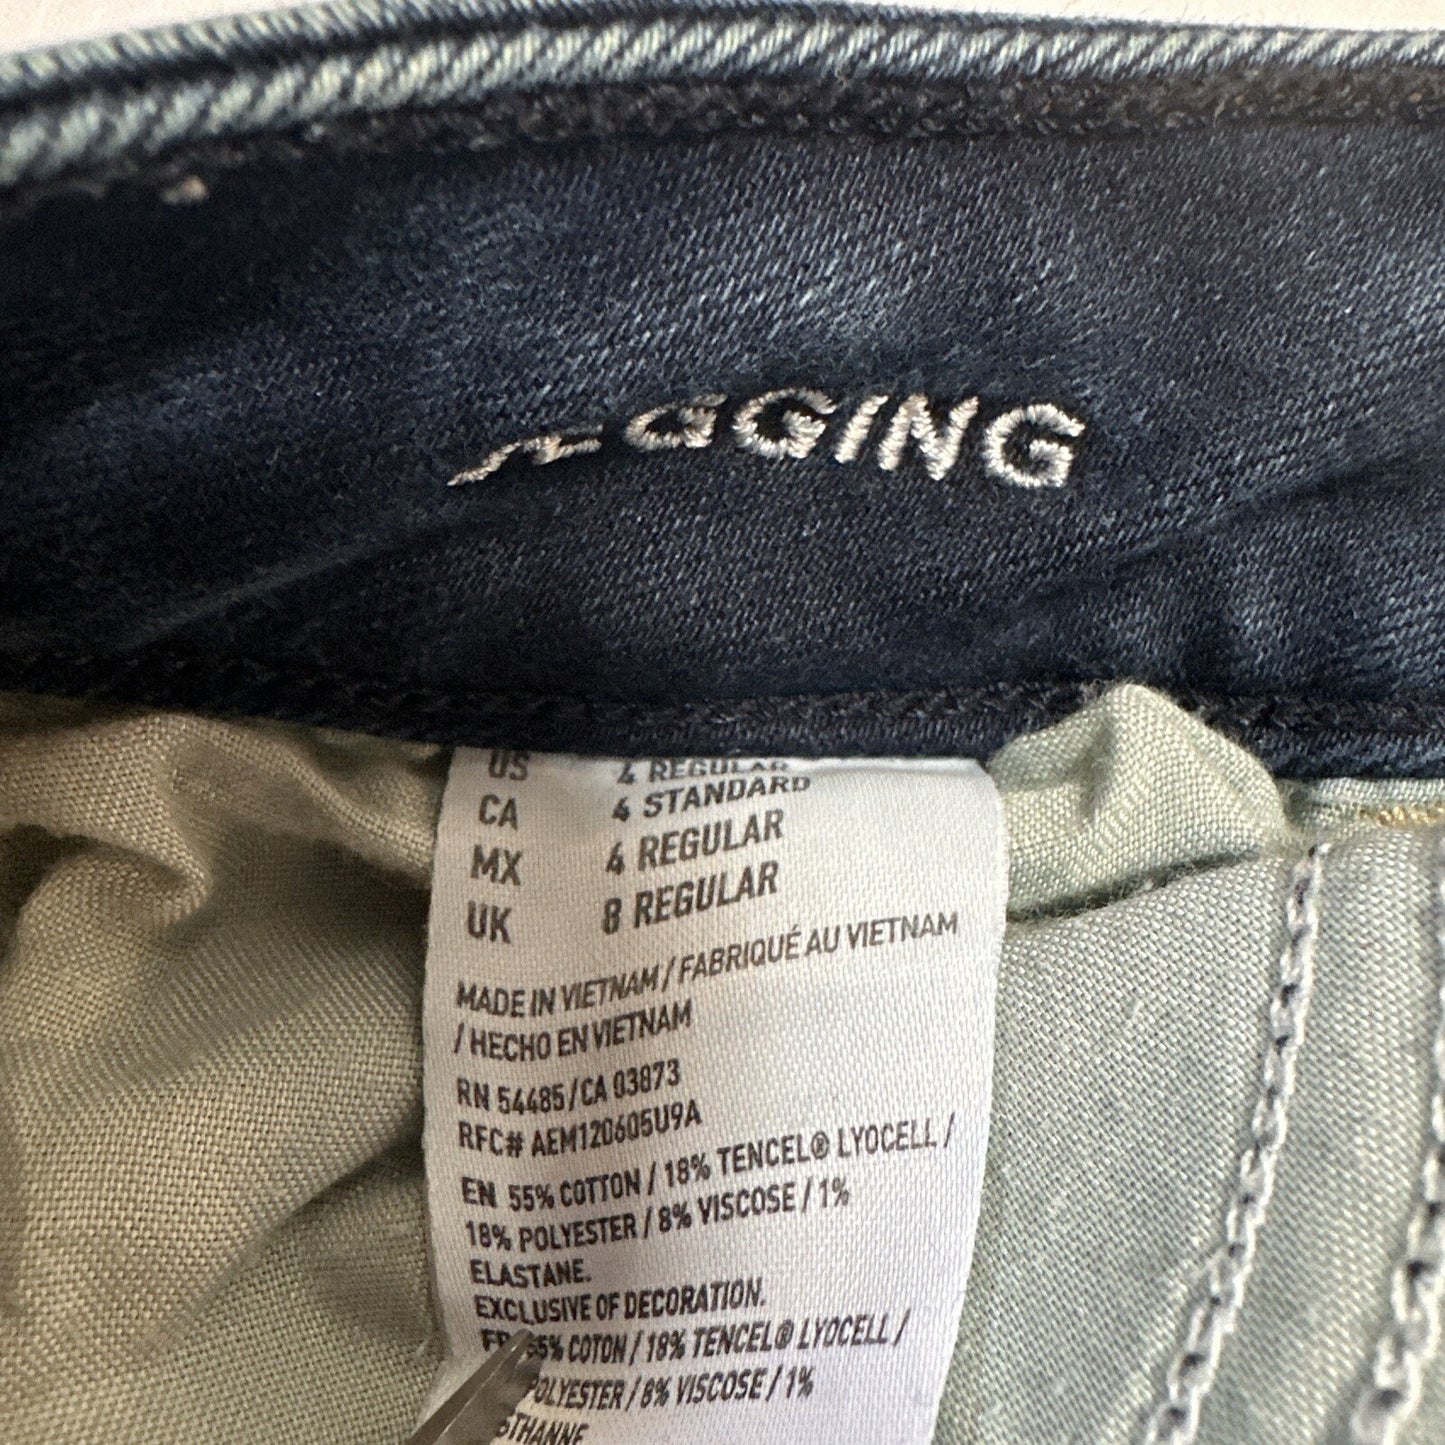 JEGGING
US 4 REGULAR
CA 4 STANDARD
MX 4 REGULAR
UK 8 REGULAR
MADE IN VIETNAM / FABRIQUÉ AU VIETNAM
/ HECHO EN VIETNAM
RN 54485 / CA 03873
RFC# AEM120605U9A
EN 55% COTTON / 18% TENCEL® LYOCELL /
18% POLYESTER / 8% VISCOSE / 1%
ELASTANE.
EXCLUSIVE OF DECORATION.
FR 55% COTON / 18% TENCEL® LYOCELL /
POLYESTER / 8% VISCOSE / 1%